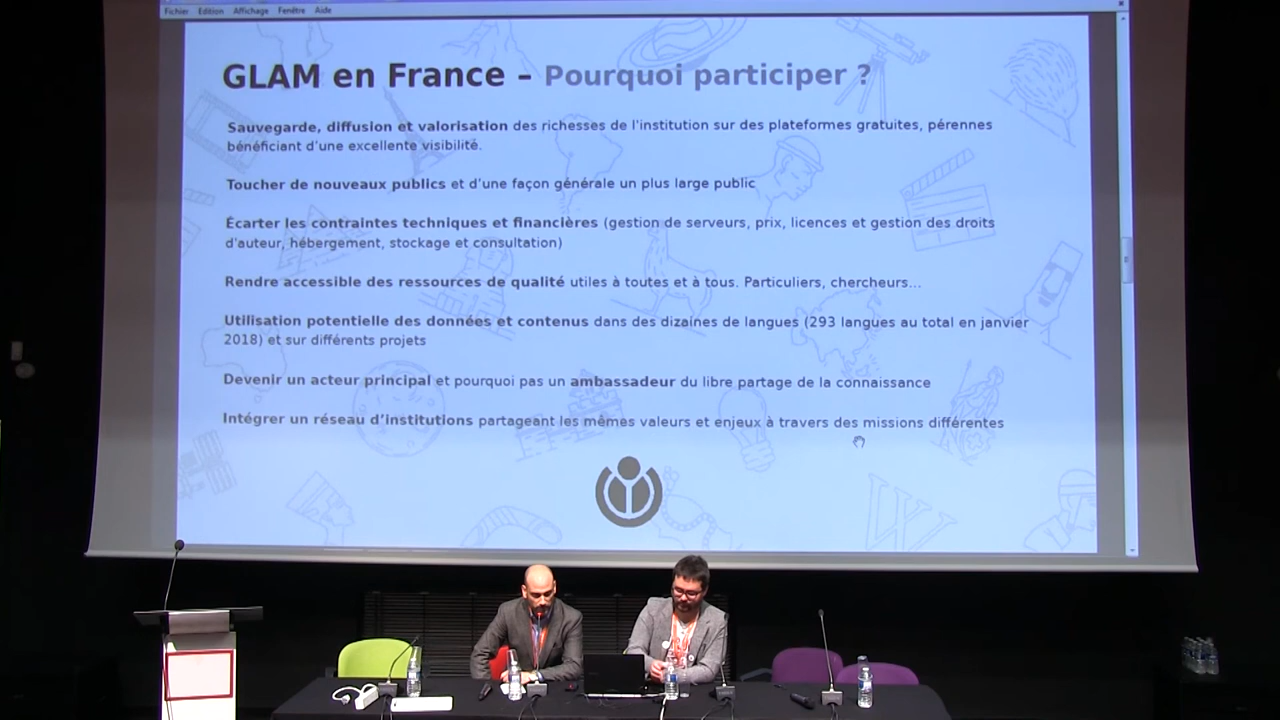 Fichier Edition Affichage Fenêtre Aide
GLAM en France – Pourquoi participer ?
Sauvegarde, diffusion et valorisation des richesses de l'institution sur des plateformes gratuites, pérennes
bénéficiant d'une excellente visibilité.
Toucher de nouveaux publics et d'une façon générale un plus large public
Écarter les contraintes techniques et financières (gestion de serveurs, prix, licences et gestion des droits
d'auteur, hébergement, stockage et consultation)
Rendre accessible des ressources de qualité utiles à toutes et à tous. Particuliers, chercheurs...
Utilisation potentielle des données et contenus dans des dizaines de langues (293 langues au total en janvier
2018) et sur différents projets
Devenir un acteur principal et pourquoi pas un ambassadeur du libre partage de la connaissance
Intégrer un réseau d'institutions partageant les mêmes valeurs et enjeux à travers des missions différentes
W